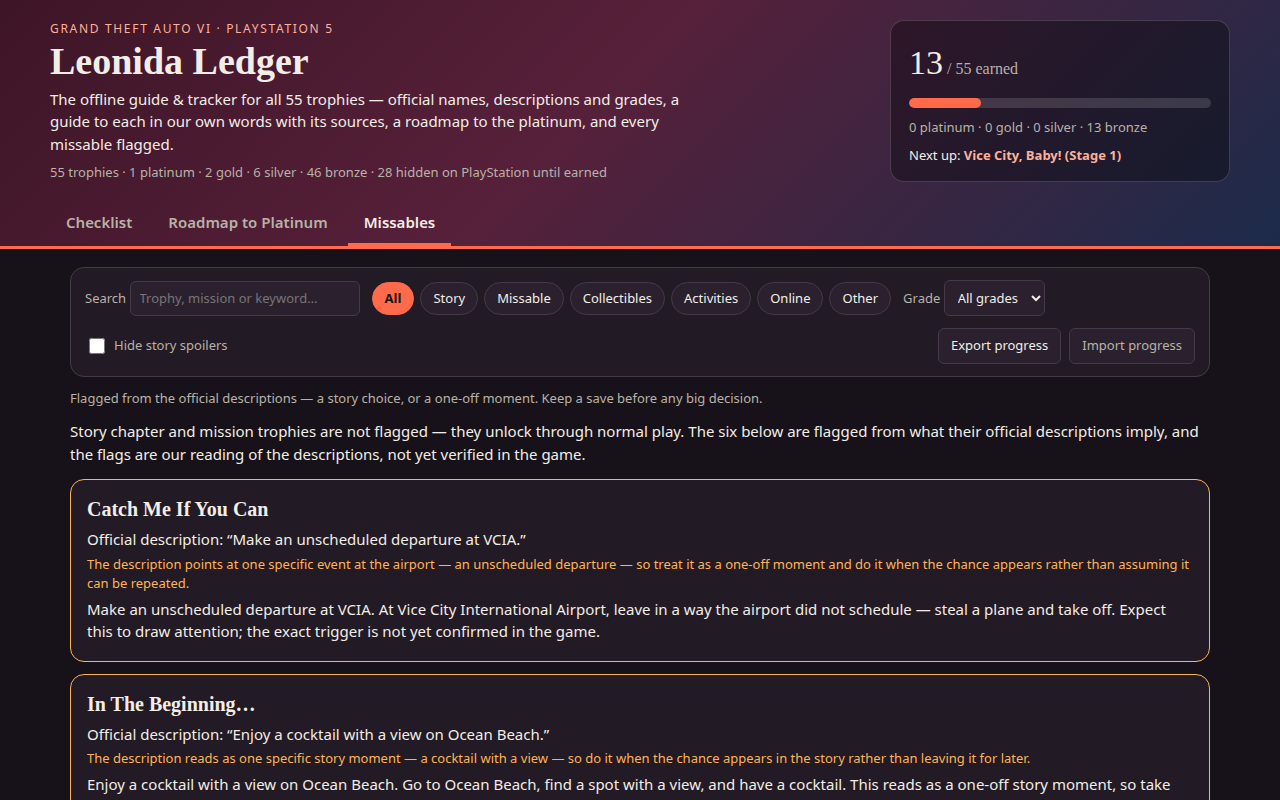 GRAND THEFT AUTO VI · PLAYSTATION 5
Leonida Ledger
The offline guide & tracker for all 55 trophies — official names, descriptions and grades, a
guide to each in our own words with its sources, a roadmap to the platinum, and every
missable flagged.
55 trophies · 1 platinum · 2 gold · 6 silver · 46 bronze · 28 hidden on PlayStation until earned
13 / 55 earned
0 platinum · 0 gold · 0 silver · 13 bronze
Next up: Vice City, Baby! (Stage 1)
Checklist Roadmap to Platinum Missables
Search Trophy, mission or keyword... All Story Missable Collectibles Activities Online Other Grade All grades
Hide story spoilers Export progress Import progress
Flagged from the official descriptions — a story choice, or a one-off moment. Keep a save before any big decision.
Story chapter and mission trophies are not flagged — they unlock through normal play. The six below are flagged from what their official descriptions imply, and
the flags are our reading of the descriptions, not yet verified in the game.
Catch Me If You Can
Official description: “Make an unscheduled departure at VCIA.”
The description points at one specific event at the airport — an unscheduled departure — so treat it as a one-off moment and do it when the chance appears rather than assuming it
can be repeated.
Make an unscheduled departure at VCIA. At Vice City International Airport, leave in a way the airport did not schedule — steal a plane and take off. Expect
this to draw attention; the exact trigger is not yet confirmed in the game.
In The Beginning…
Official description: “Enjoy a cocktail with a view on Ocean Beach.”
The description reads as one specific story moment — a cocktail with a view — so do it when the chance appears in the story rather than leaving it for later.
Enjoy a cocktail with a view on Ocean Beach. Go to Ocean Beach, find a spot with a view, and have a cocktail. This reads as a one-off story moment, so take